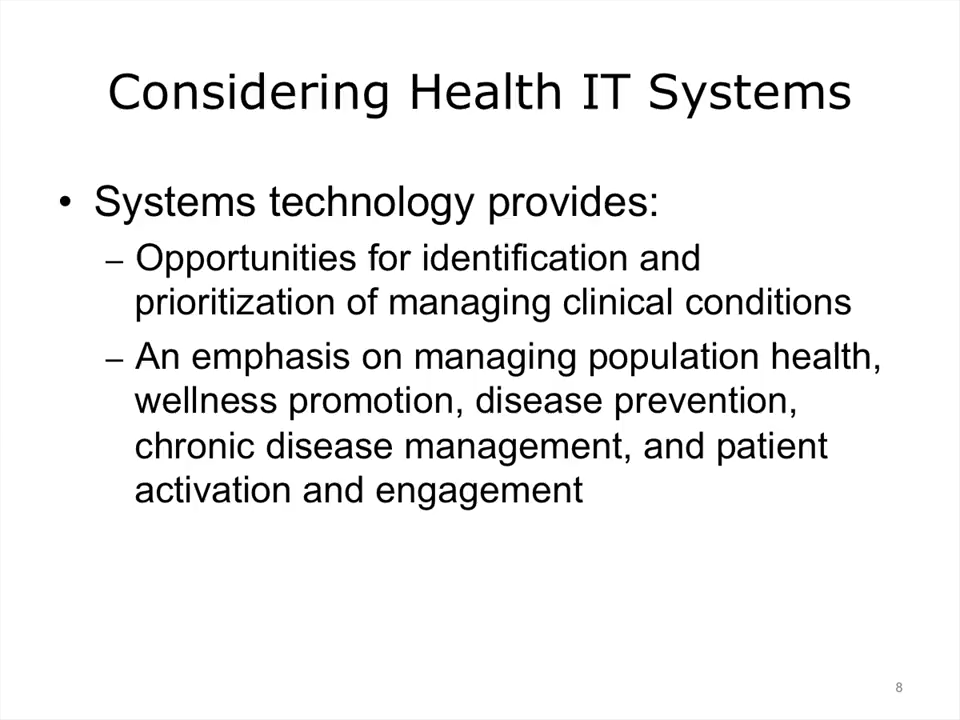 Considering Health IT Systems
• Systems technology provides:
– Opportunities for identification and
prioritization of managing clinical conditions
– An emphasis on managing population health,
wellness promotion, disease prevention,
chronic disease management, and patient
activation and engagement
8